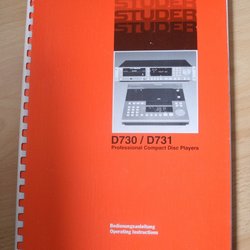 STUDER
STUDER
STUDER
D730 / D731
Professional Compact Disc Players
Bedienungsanleitung
Operating Instructions